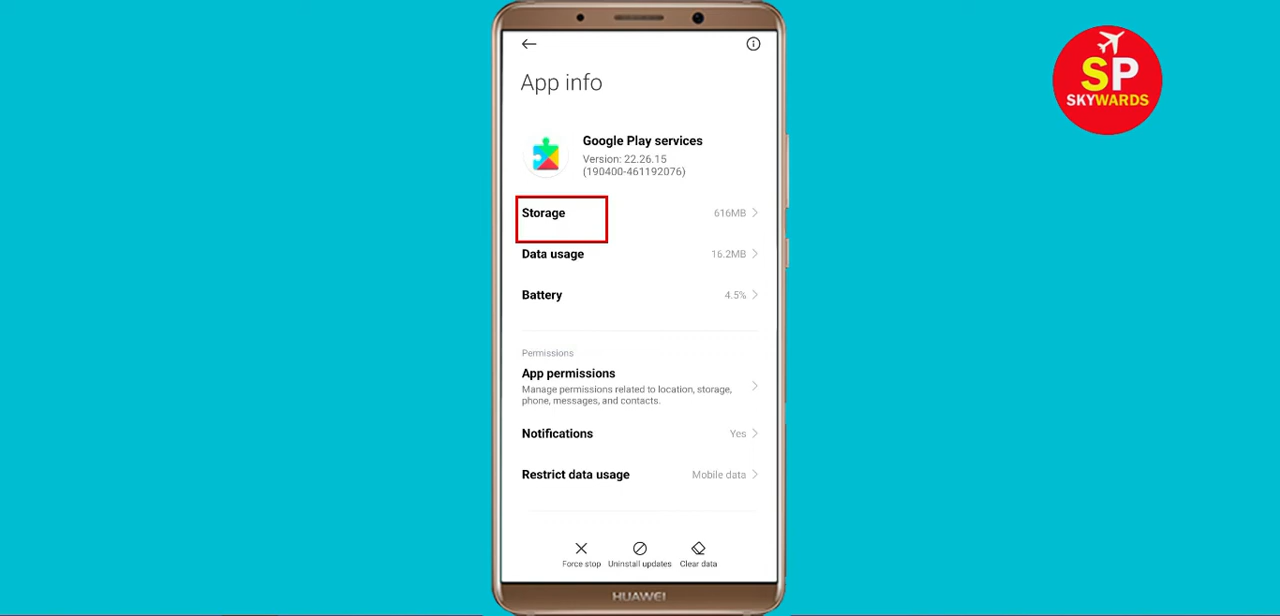 App info
Google Play services
Version: 22.26.15
(190400-461192076)
Storage 616MB
Data usage 16.2MB
Battery 4.5%
Permissions
App permissions
Manage permissions related to location, storage,
phone, messages, and contacts.
Notifications Yes
Restrict data usage Mobile data
Force stop Uninstall updates Clear data
HUAWEI
SP
SKYWARDS